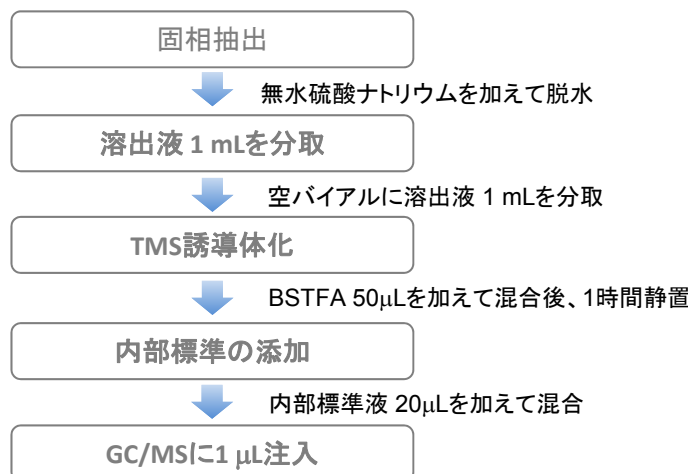 固相抽出
無水硫酸ナトリウムを加えて脱水
溶出液 1 mLを分取
空バイアルに溶出液 1 mLを分取
TMS誘導体化
BSTFA 50μLを加えて混合後、1時間静置
内部標準の添加
内部標準液 20μLを加えて混合
GC/MSに1 μL注入